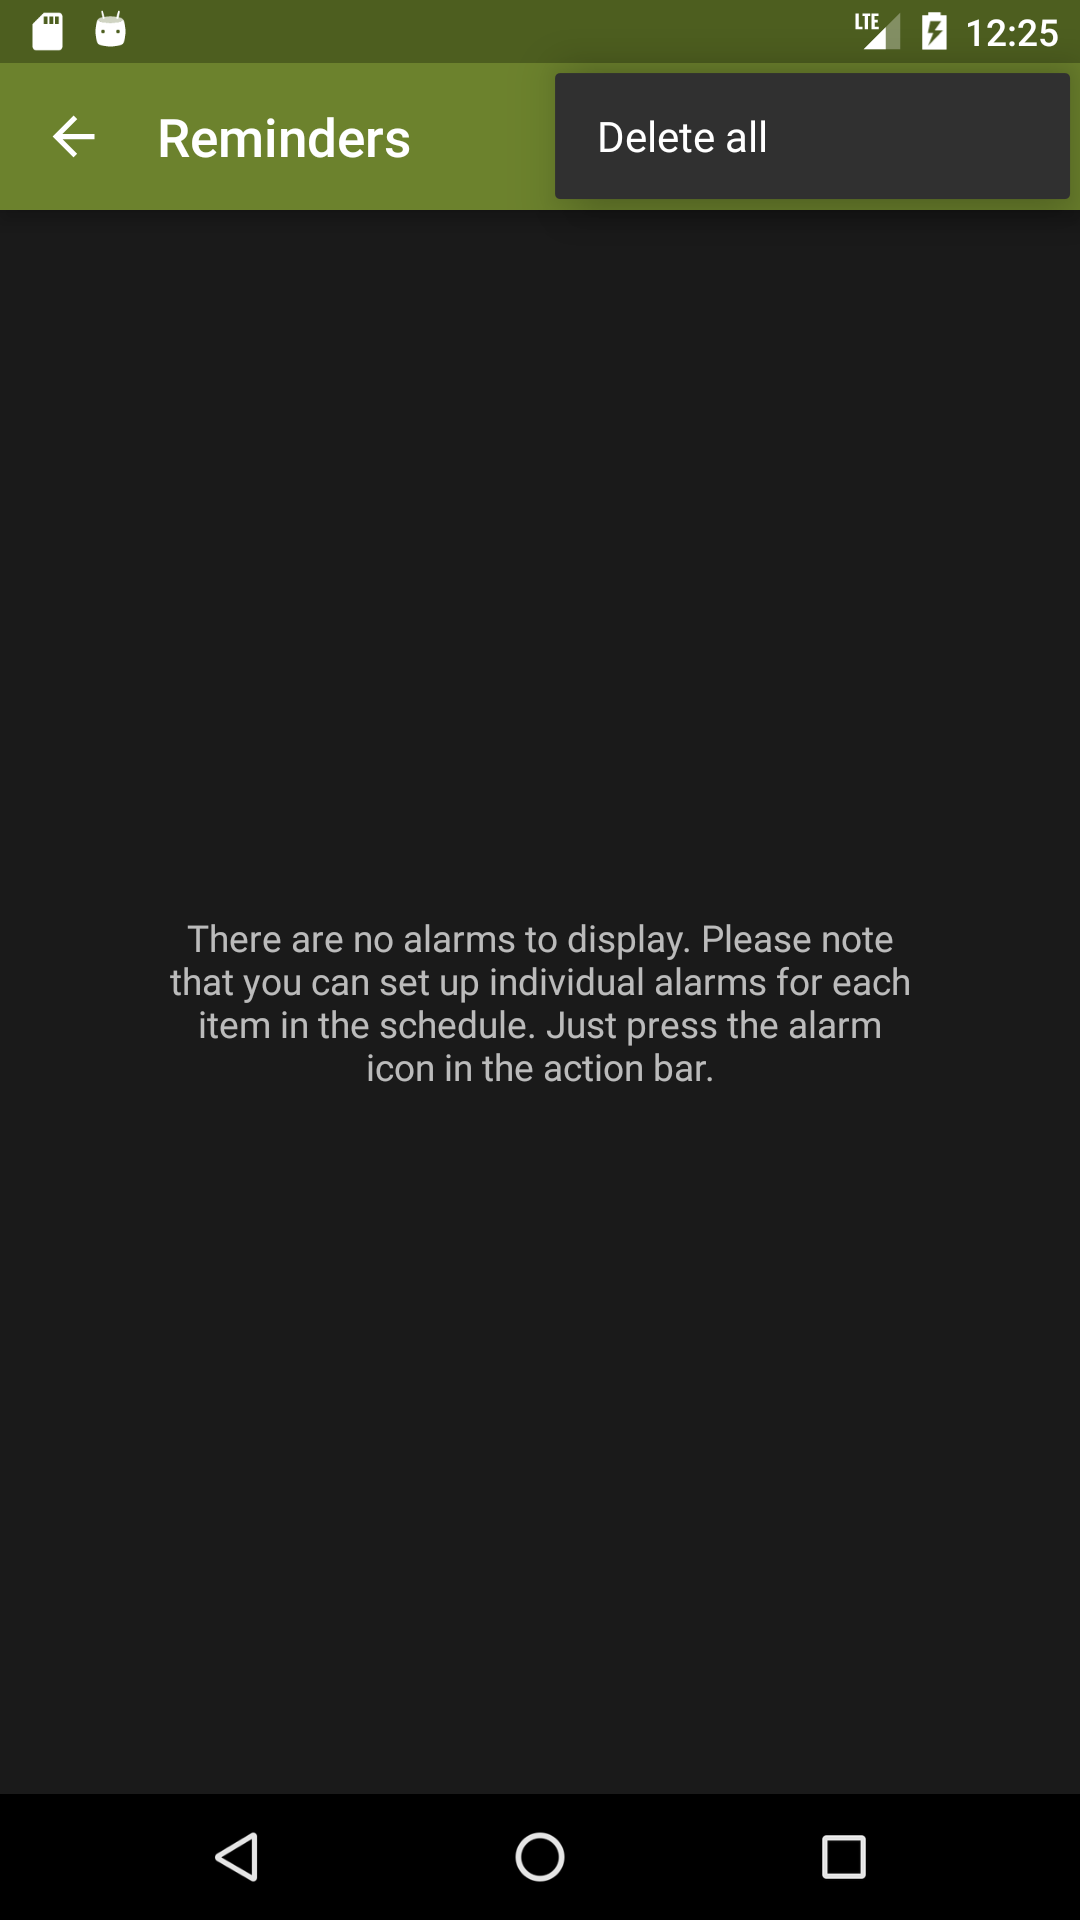 LTE
12:25
Reminders
Delete all
There are no alarms to display. Please note
that you can set up individual alarms for each
item in the schedule. Just press the alarm
icon in the action bar.